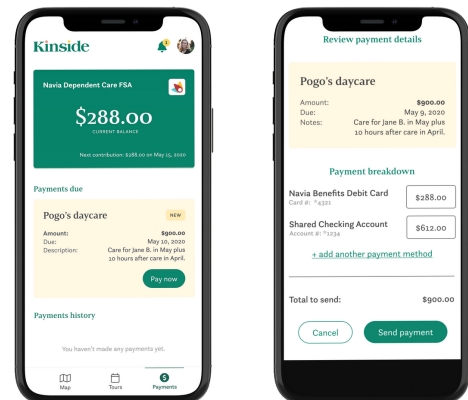 Kinside
Navia Dependent Care FSA
$288.00
CURRENT BALANCE
Next contribution: $288.00 on May 15, 2020
Payments due
Pogo's daycare
NEW
Amount: $900.00
Due: May 10, 2020
Description: Care for Jane B. in May plus
10 hours after care in April.
Pay now
Payments history
You haven't made any payments yet.
Map
Tours
$
Payments
Review payment details
Pogo's daycare
Amount: $900.00
Due: May 9, 2020
Notes: Care for Jane B. in May plus
10 hours after care in April.
Payment breakdown
Navia Benefits Debit Card
Card #: *4321
$288.00
Shared Checking Account
Account #: *1234
$612.00
+ add another payment method
Total to send: $900.00
Cancel
Send payment